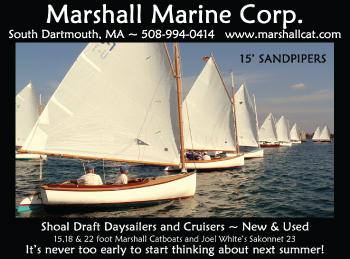 Marshall Marine Corp.
South Dartmouth, MA ~ 508-994-0414 www.marshallcat.com
15' SANDPIPERS
Shoal Draft Daysailers and Cruisers ~ New & Used
15,18 & 22 foot Marshall Catboats and Joel White's Sakonnet 23
It's never too early to start thinking about next summer!